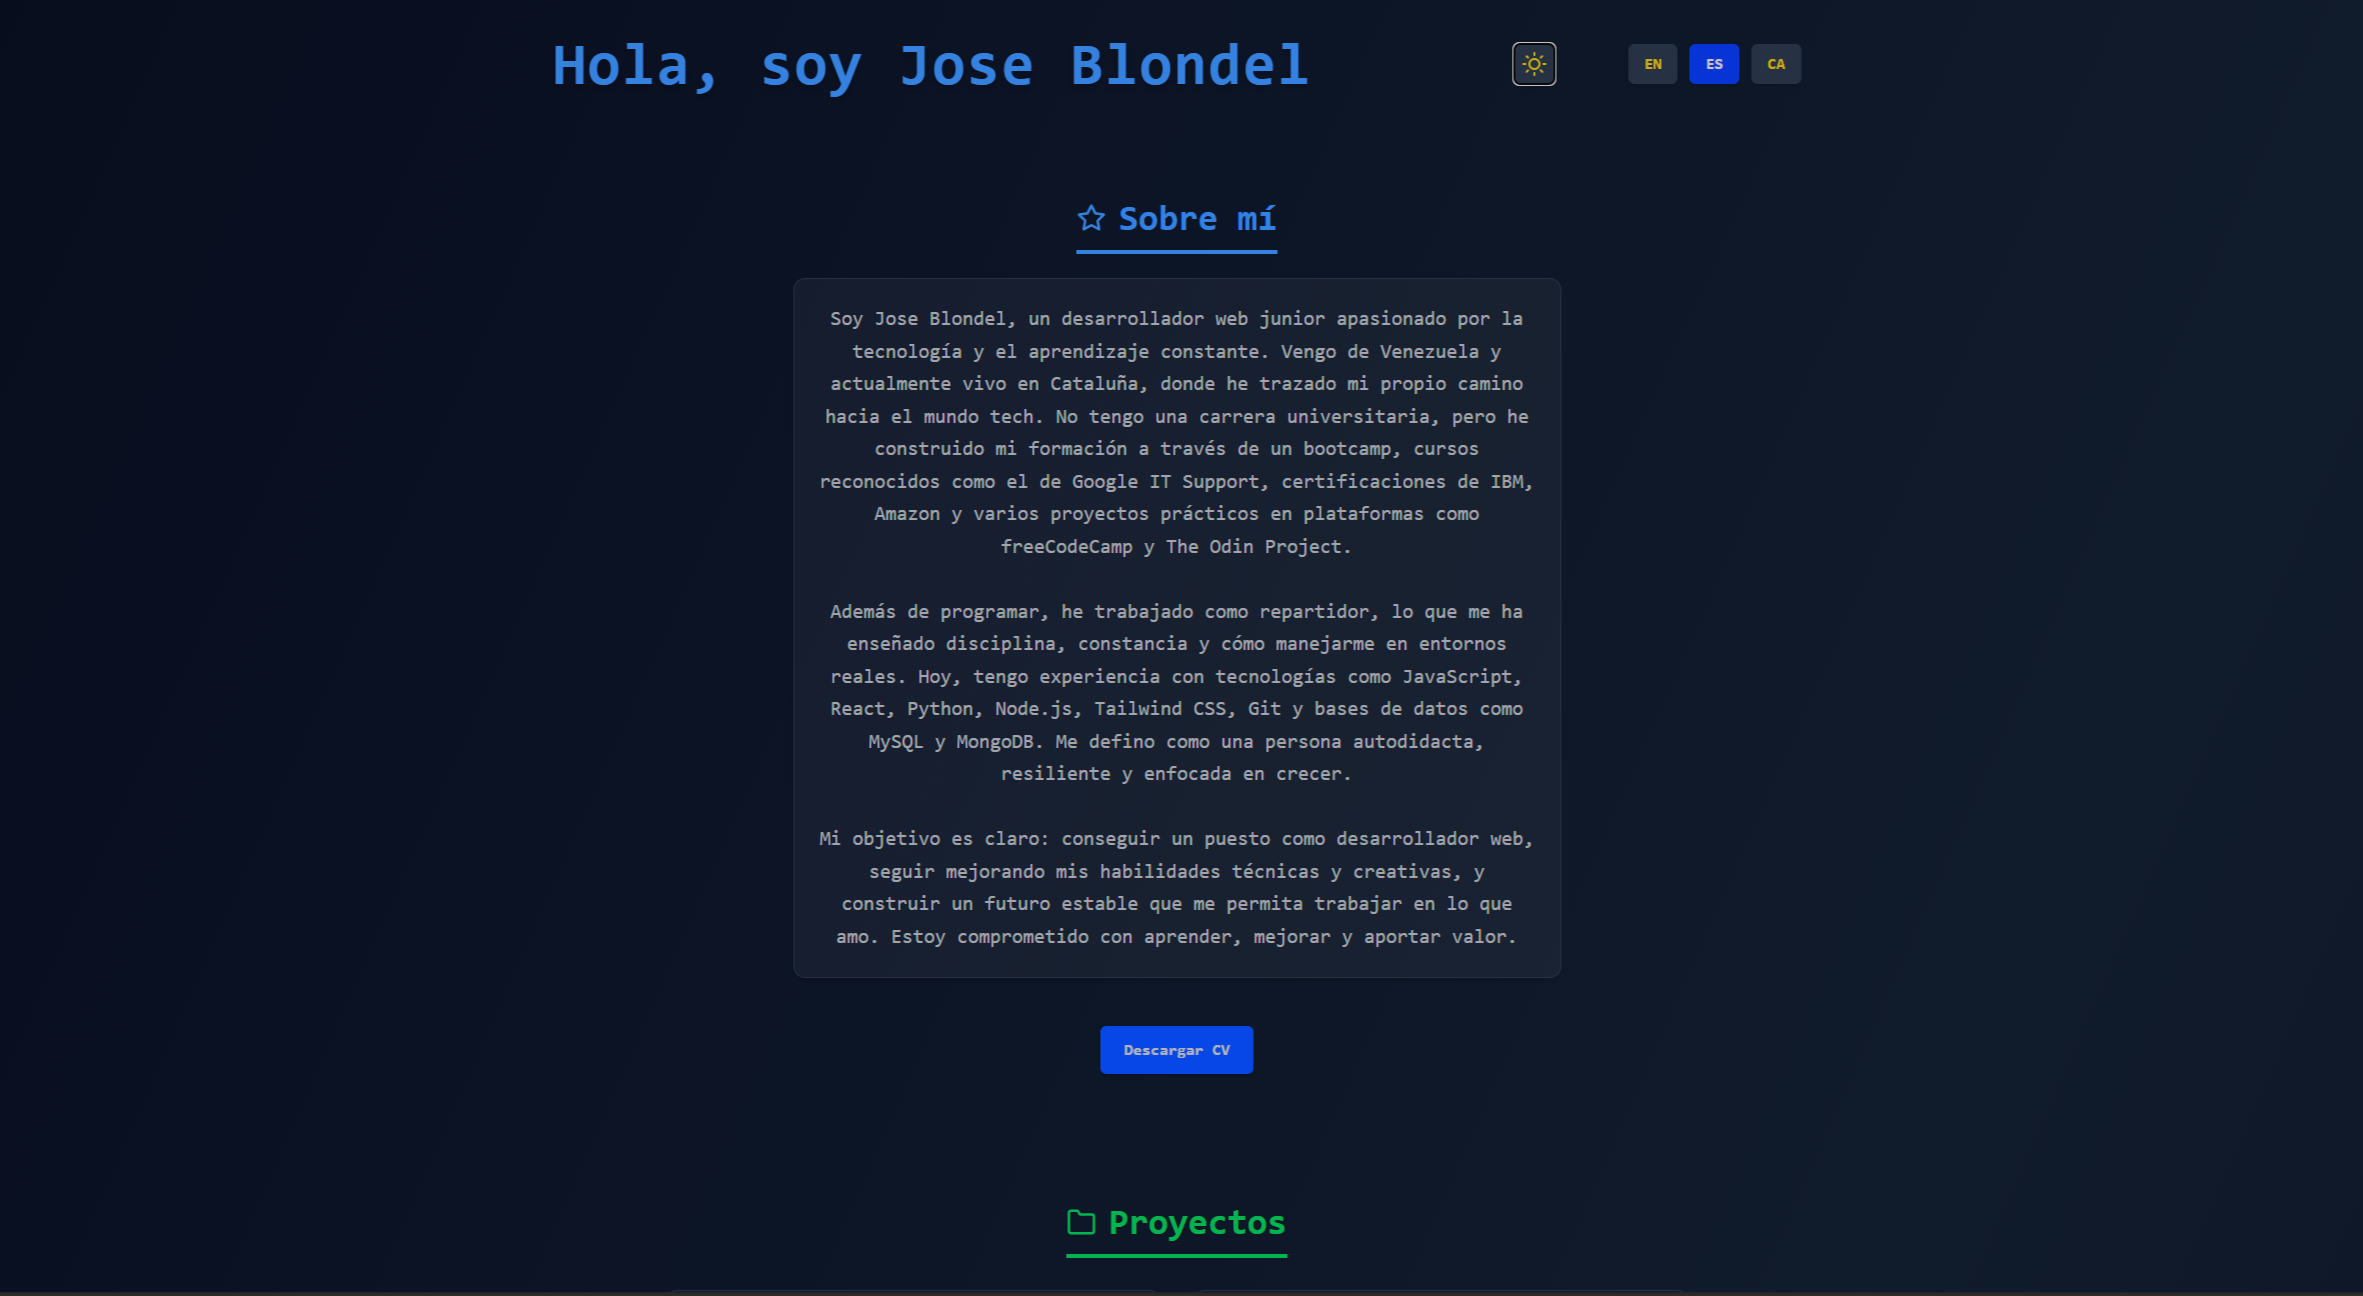 Hola, soy Jose Blondel
EN
ES
CA
Sobre mí
Soy Jose Blondel, un desarrollador web junior apasionado por la
tecnología y el aprendizaje constante. Vengo de Venezuela y
actualmente vivo en Cataluña, donde he trazado mi propio camino
hacia el mundo tech. No tengo una carrera universitaria, pero he
construido mi formación a través de un bootcamp, cursos
reconocidos como el de Google IT Support, certificaciones de IBM,
Amazon y varios proyectos prácticos en plataformas como
freeCodeCamp y The Odin Project.
Además de programar, he trabajado como repartidor, lo que me ha
enseñado disciplina, constancia y cómo manejarme en entornos
reales. Hoy, tengo experiencia con tecnologías como JavaScript,
React, Python, Node.js, Tailwind CSS, Git y bases de datos como
MySQL y MongoDB. Me defino como una persona autodidacta,
resiliente y enfocada en crecer.
Mi objetivo es claro: conseguir un puesto como desarrollador web,
seguir mejorando mis habilidades técnicas y creativas, y
construir un futuro estable que me permita trabajar en lo que
amo. Estoy comprometido con aprender, mejorar y aportar valor.
Descargar CV
Proyectos